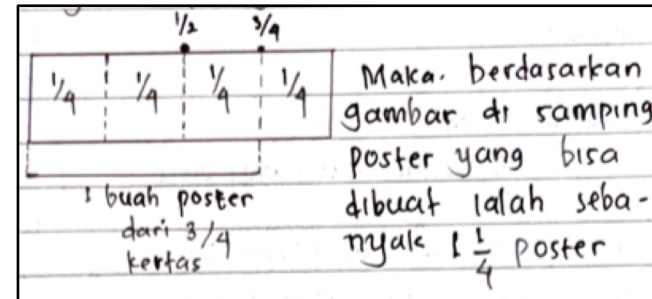 1/2 3/4
1/4 1/4 1/4 1/4
1 buah poster
dari 3/4
kertas
Maka. berdasarkan
gambar di samping
poster yang bisa
dibuat ialah seba-
nyak 1 1/4 poster